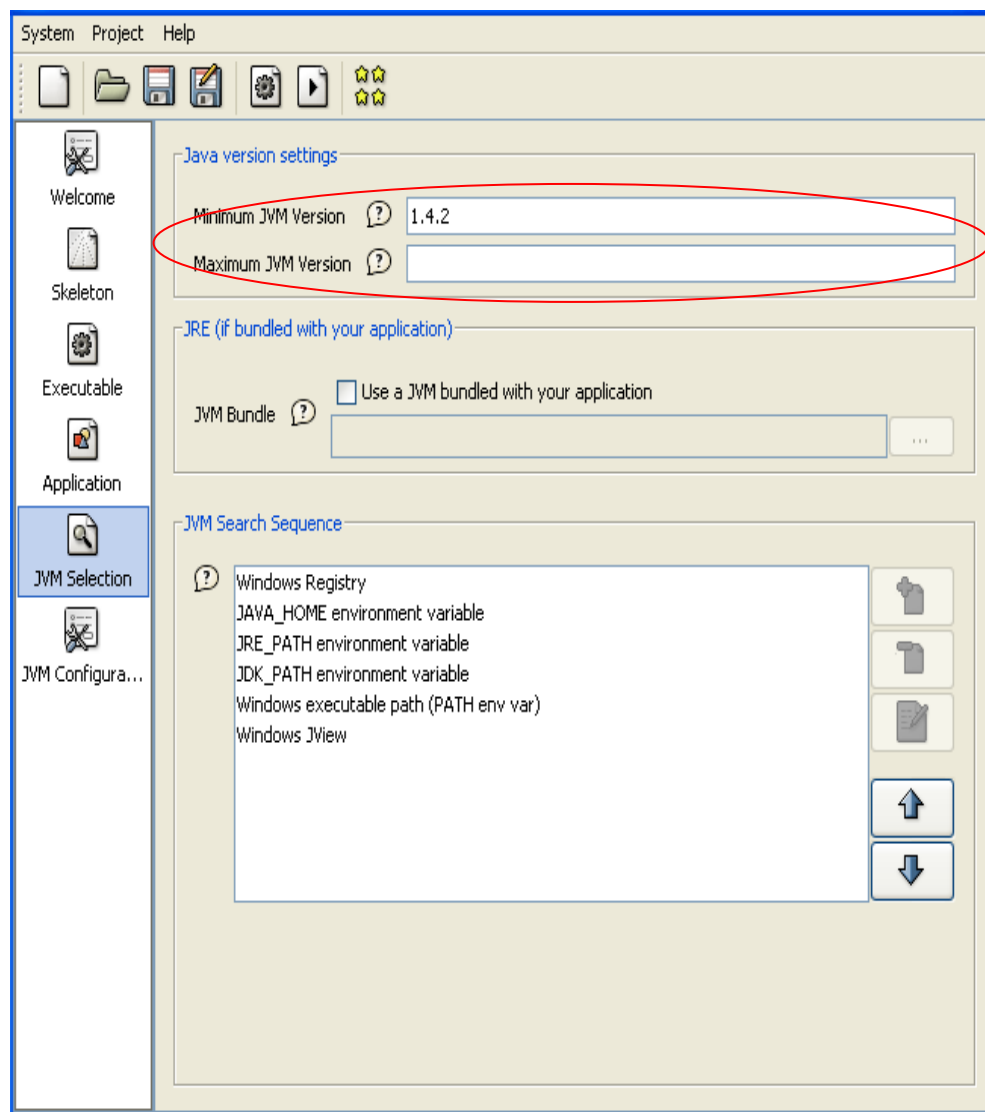 System Project Help
Welcome
Skeleton
Executable
Application
JVM Selection
JVM Configura...
Java version settings
Minimum JVM Version ? 1.4.2
Maximum JVM Version ?
JRE (if bundled with your application)
Use a JVM bundled with your application
JVM Bundle ? ...
JVM Search Sequence
? Windows Registry
JAVA_HOME environment variable
JRE_PATH environment variable
JDK_PATH environment variable
Windows executable path (PATH env var)
Windows JView